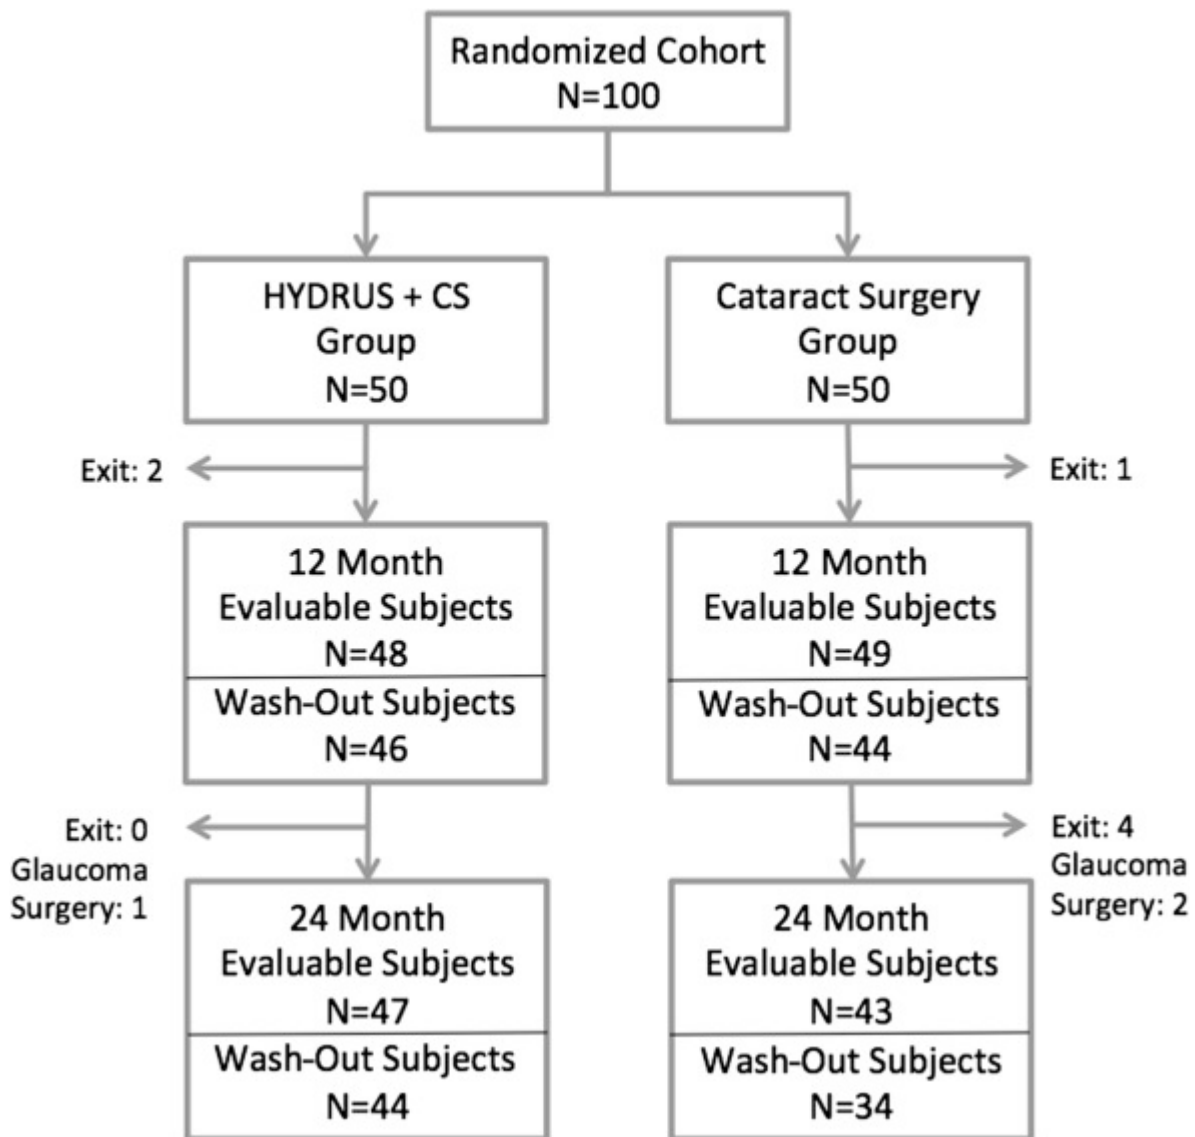 Randomized Cohort
N=100
HYDRUS + CS
Group
N=50
Cataract Surgery
Group
N=50
Exit: 2
Exit: 1
12 Month
Evaluable Subjects
N=48
Wash-Out Subjects
N=46
12 Month
Evaluable Subjects
N=49
Wash-Out Subjects
N=44
Exit: 0
Glaucoma
Surgery: 1
Exit: 4
Glaucoma
Surgery: 2
24 Month
Evaluable Subjects
N=47
Wash-Out Subjects
N=44
24 Month
Evaluable Subjects
N=43
Wash-Out Subjects
N=34